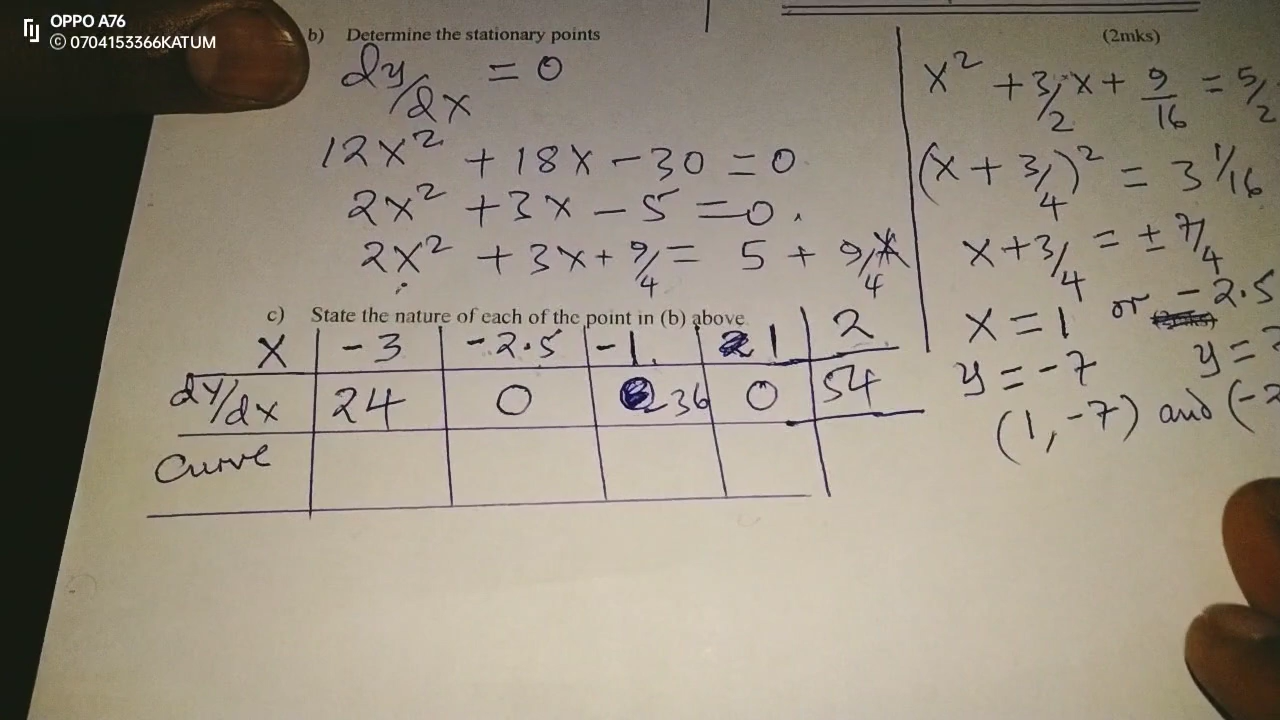 OPPO A76
© 0704153366KATUM
b) Determine the stationary points (2mks)
dy/dx = 0
12x² + 18x - 30 = 0
2x² + 3x - 5 = 0.
2x² + 3x + 9/4 = 5 + 9/4
x² + 3/2 x + 9/16 = 5/2
(x + 3/4)² = 3 1/16
x + 3/4 = ± 7/4
x = 1 or -2.5
y = -7 y =
(1, -7) and (-2
c) State the nature of each of the point in (b) above
x -3 -2.5 -1. 1 2
dy/dx 24 0 -36 0 54
Curve